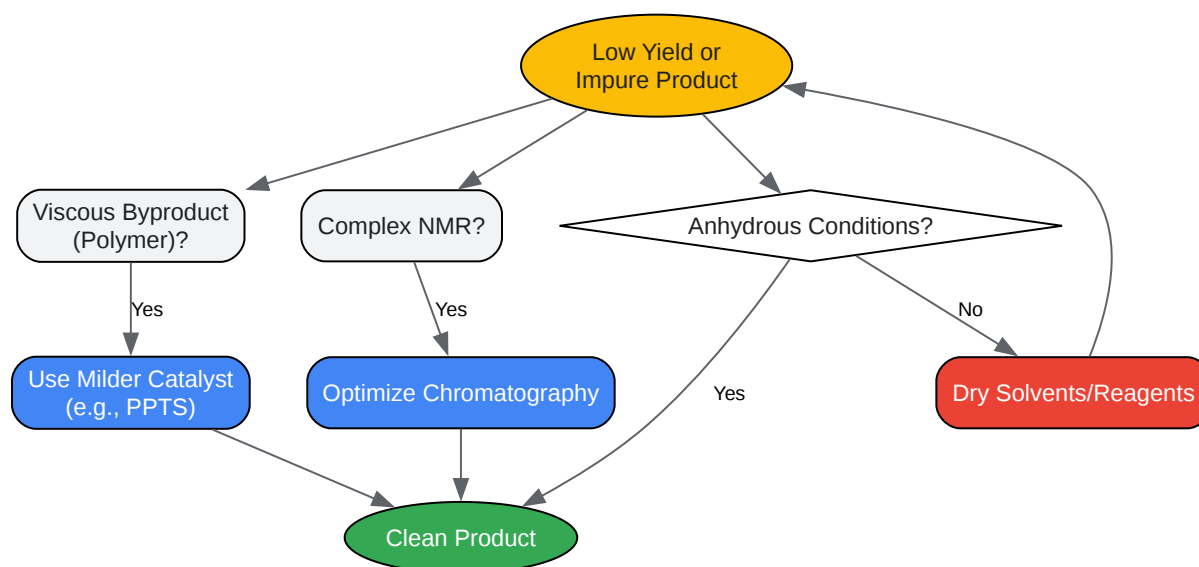 Low Yield or
Impure Product
Viscous Byproduct
(Polymer)?
Complex NMR?
Anhydrous Conditions?
Yes
Yes
No
Use Milder Catalyst
(e.g., PPTS)
Optimize Chromatography
Yes
Dry Solvents/Reagents
Clean Product